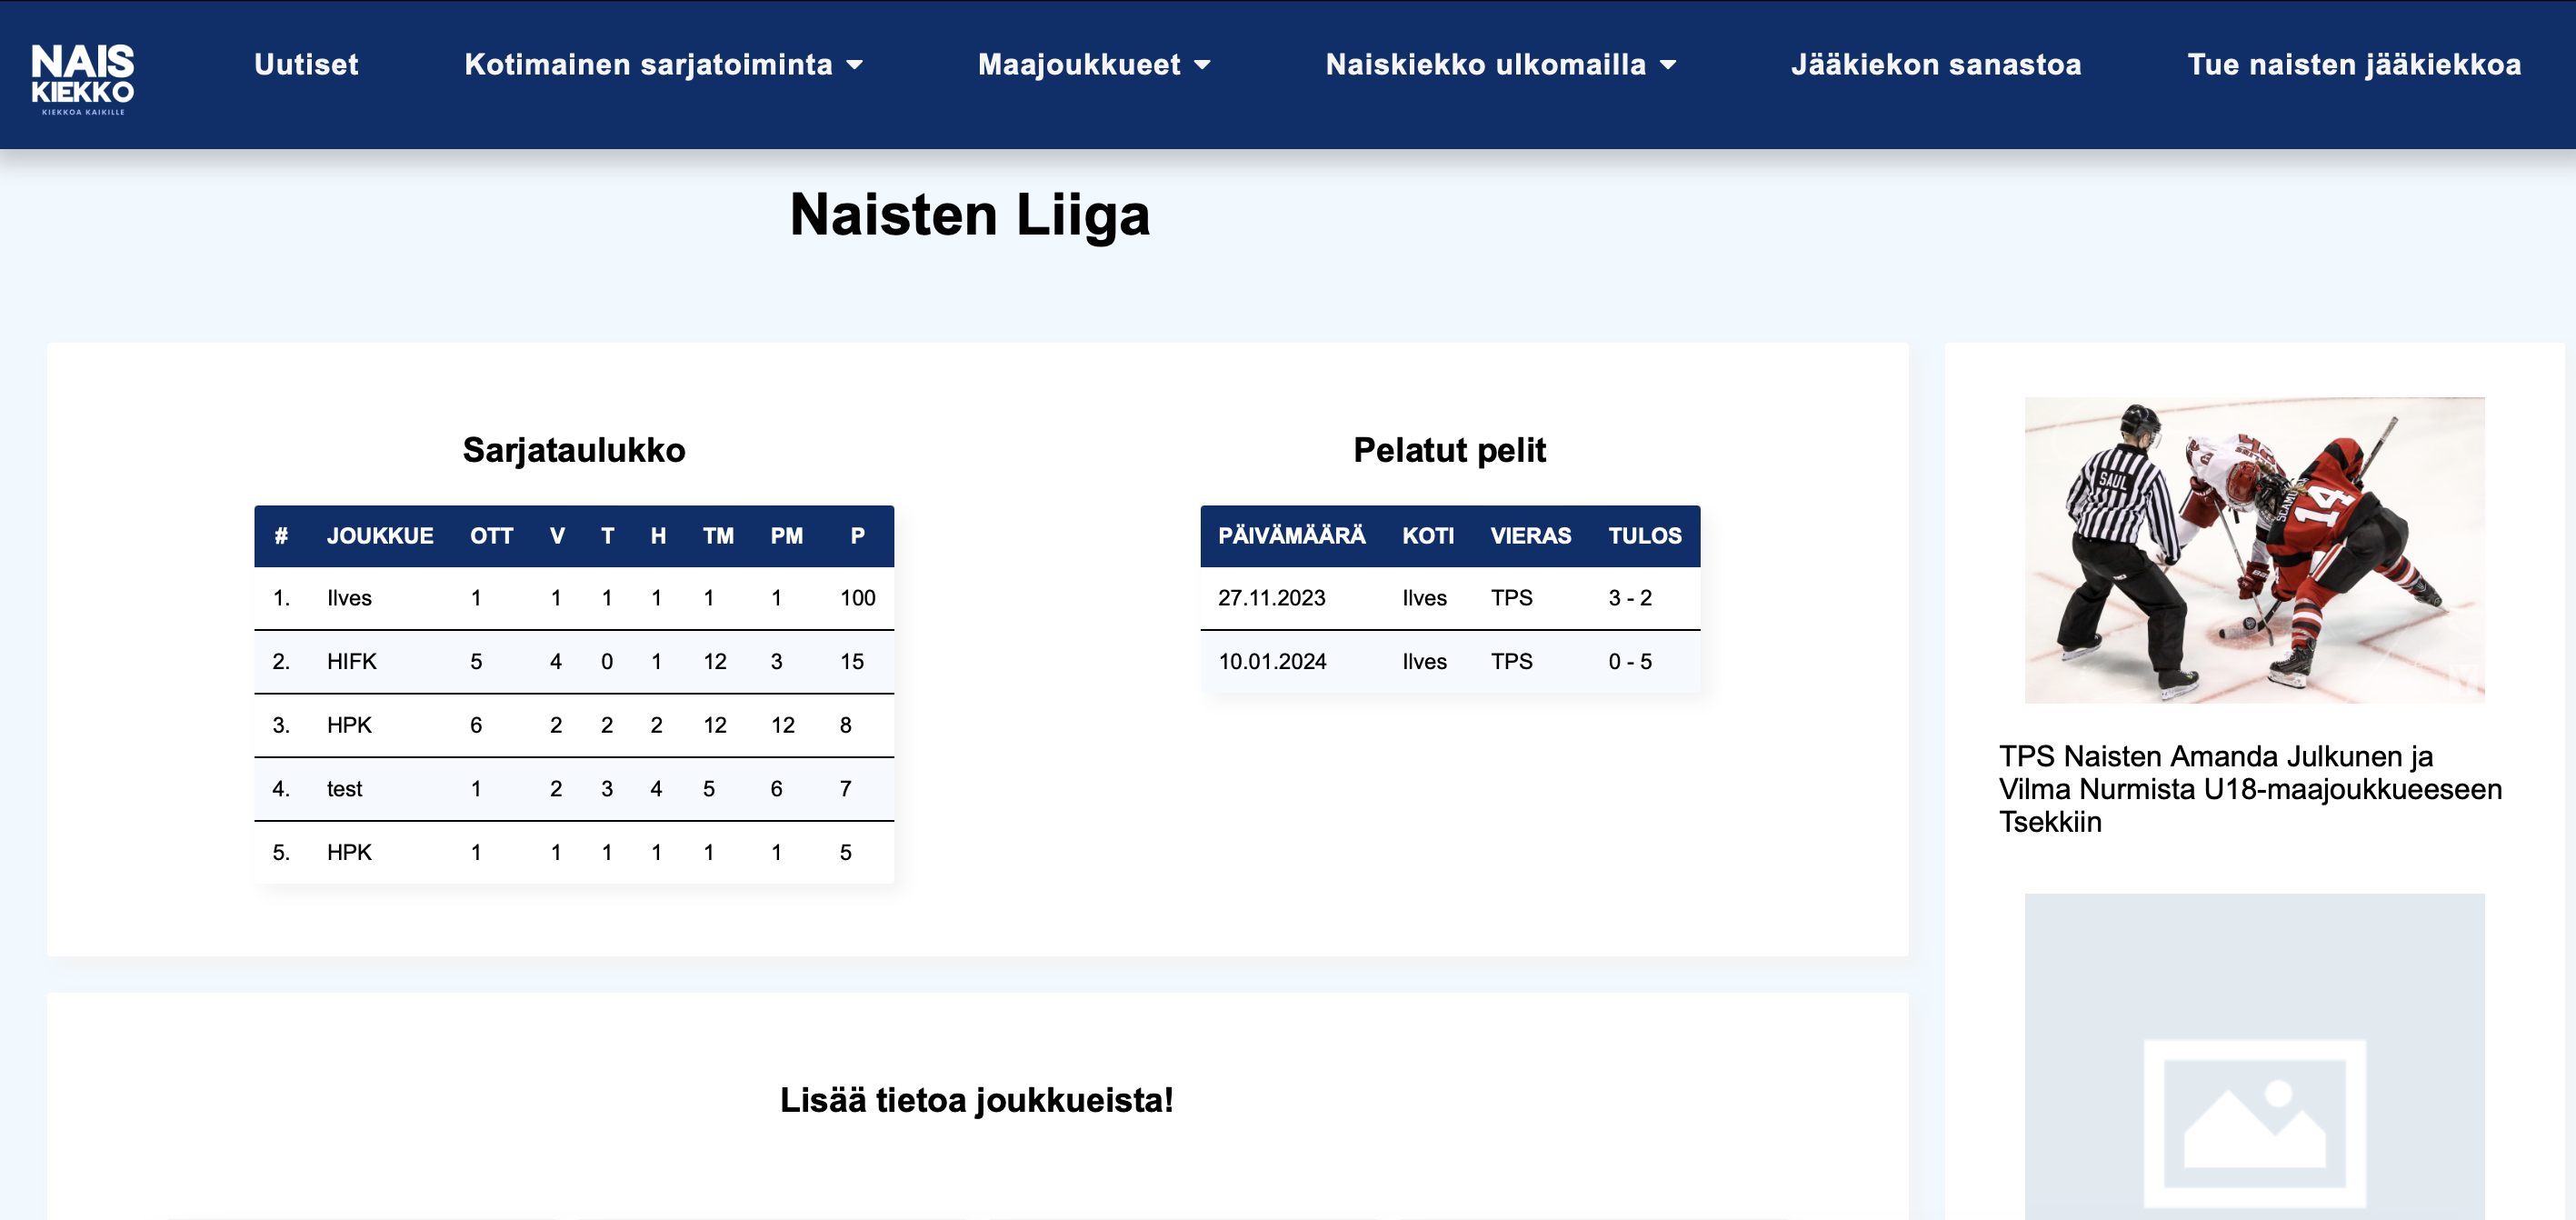 NAIS
KIEKKO
KIEKKOA KAIKILLE
Uutiset
Kotimainen sarjatoiminta
Maajoukkueet
Naiskiekko ulkomailla
Jääkiekon sanastoa
Tue naisten jääkiekkoa
Naisten Liiga
Sarjataulukko
# JOUKKUE OTT V T H TM PM P
1. Ilves 1 1 1 1 1 1 100
2. HIFK 5 4 0 1 12 3 15
3. HPK 6 2 2 2 12 12 8
4. test 1 2 3 4 5 6 7
5. HPK 1 1 1 1 1 1 5
Pelatut pelit
PÄIVÄMÄÄRÄ KOTI VIERAS TULOS
27.11.2023 Ilves TPS 3 - 2
10.01.2024 Ilves TPS 0 - 5
SAUL
14
TPS Naisten Amanda Julkunen ja
Vilma Nurmista U18-maajoukkueeseen
Tsekkiin
Lisää tietoa joukkueista!